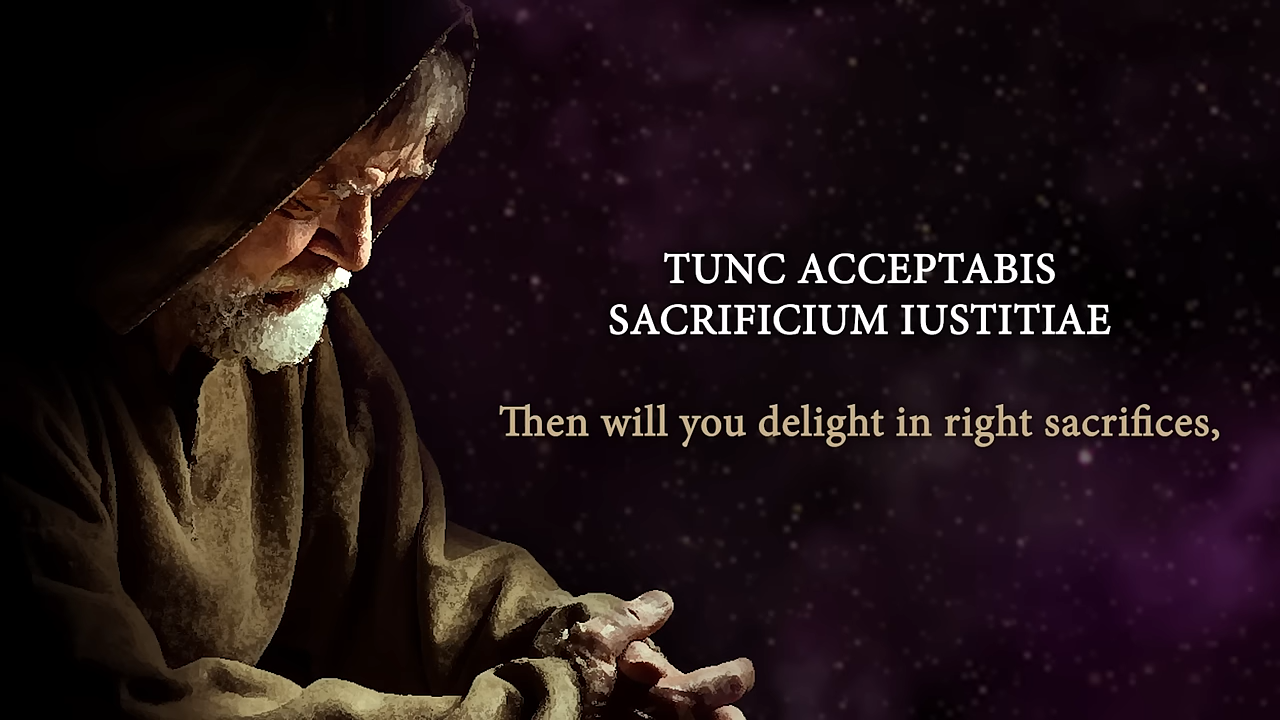 TUNC ACCEPTABIS
SACRIFICIUM IUSTITIAE
Then will you delight in right sacrifices,